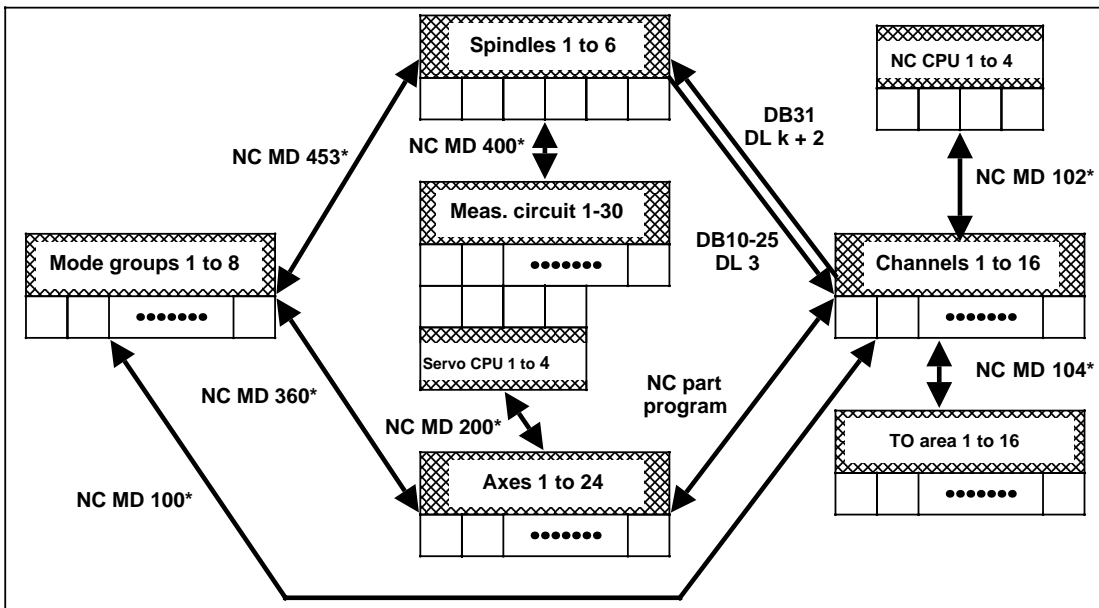 Spindles 1 to 6
NC CPU 1 to 4
DB31
DL k + 2
NC MD 453*
NC MD 400*
NC MD 102*
Meas. circuit 1-30
DB10-25
DL 3
Mode groups 1 to 8
Channels 1 to 16
Servo CPU 1 to 4
NC MD 104*
NC MD 360*
NC part
program
NC MD 200*
TO area 1 to 16
NC MD 100*
Axes 1 to 24